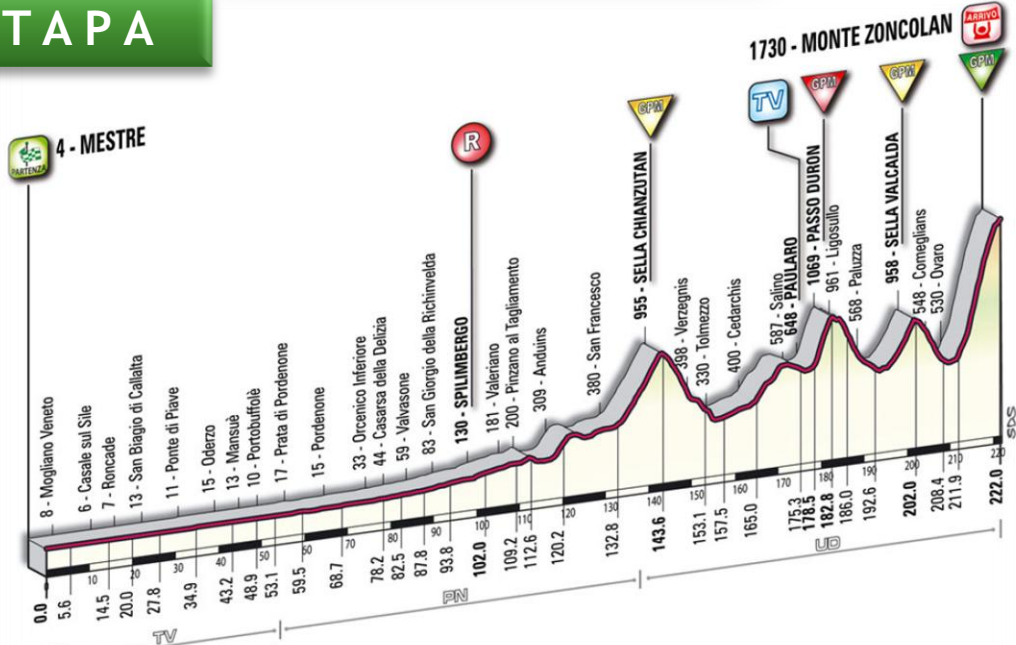 TAPA
1730 - MONTE ZONCOLAN
ARRIVO
GPM
GPM
TV
GPM
GPM
R
PARTENZA
4 - MESTRE
8 - Mogliano Veneto
6 - Casale sul Sile
7 - Roncade
13 - San Biagio di Callalta
11 - Ponte di Piave
15 - Oderzo
13 - Mansuè
10 - Portobuffolè
17 - Prata di Pordenone
15 - Pordenone
33 - Orcenico Inferiore
44 - Casarsa della Delizia
59 - Valvasone
83 - San Giorgio della Richinvelda
130 - SPILIMBERGO
181 - Valeriano
200 - Pinzano al Tagliamento
309 - Anduins
380 - San Francesco
955 - SELLA CHIANZUTAN
398 - Verzegnis
330 - Tolmezzo
400 - Cedarchis
587 - Salino
648 - PAULARO
1069 - PASSO DURON
961 - Ligosullo
568 - Paluzza
958 - SELLA VALCALDA
548 - Comeglians
530 - Ovaro
SDS
0 10 20 30 40 50 60 70 80 90 100 110 120 130 140 150 160 170 180 190 200 210 220
0.0
5.6
14.5
20.0
27.8
34.9
43.2
48.9
53.1
59.5
68.7
78.2
82.5
87.8
93.8
102.0
109.2
112.6
120.2
132.8
143.6
153.1
157.5
165.0
175.3
178.5
182.8
186.0
192.6
202.0
208.4
211.9
222.0
TV
PN
UD